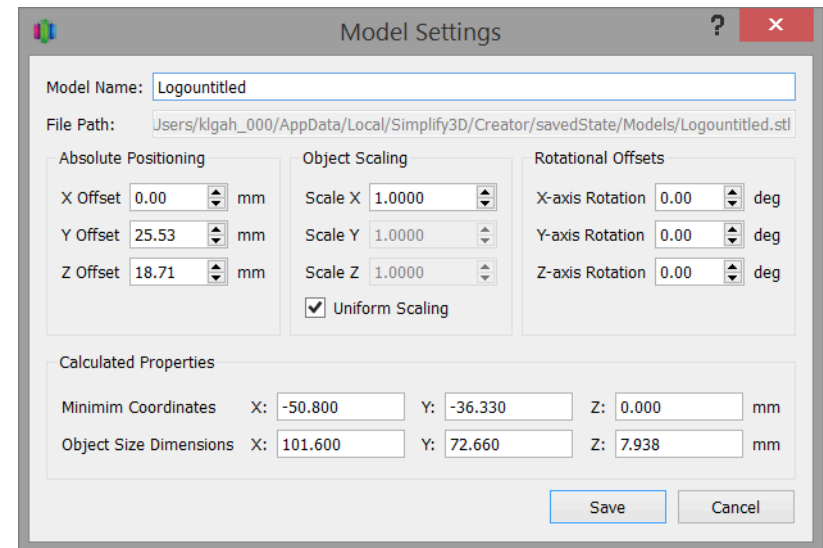 Model Settings
?
Model Name: Logountitled
File Path: Users/klgah_000/AppData/Local/Simplify3D/Creator/savedState/Models/Logountitled.stl
Absolute Positioning
X Offset 0.00 mm
Y Offset 25.53 mm
Z Offset 18.71 mm
Object Scaling
Scale X 1.0000
Scale Y 1.0000
Scale Z 1.0000
Uniform Scaling
Rotational Offsets
X-axis Rotation 0.00 deg
Y-axis Rotation 0.00 deg
Z-axis Rotation 0.00 deg
Calculated Properties
Minimim Coordinates X: -50.800 Y: -36.330 Z: 0.000 mm
Object Size Dimensions X: 101.600 Y: 72.660 Z: 7.938 mm
Save Cancel